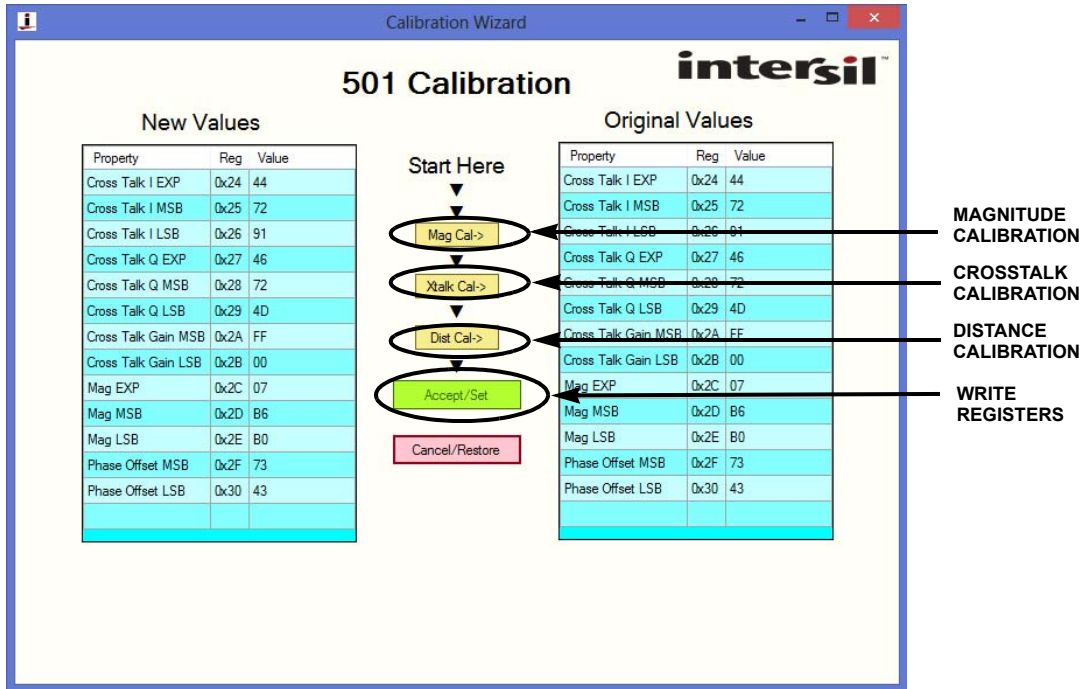 Calibration Wizard
intersil™
501 Calibration
New Values
Property Reg Value
Cross Talk I EXP 0x24 44
Cross Talk I MSB 0x25 72
Cross Talk I LSB 0x26 91
Cross Talk Q EXP 0x27 46
Cross Talk Q MSB 0x28 72
Cross Talk Q LSB 0x29 4D
Cross Talk Gain MSB 0x2A FF
Cross Talk Gain LSB 0x2B 00
Mag EXP 0x2C 07
Mag MSB 0x2D B6
Mag LSB 0x2E B0
Phase Offset MSB 0x2F 73
Phase Offset LSB 0x30 43
Start Here
Mag Cal->
Xtalk Cal->
Dist Cal->
Accept/Set
Cancel/Restore
Original Values
Property Reg Value
Cross Talk I EXP 0x24 44
Cross Talk I MSB 0x25 72
Cross Talk I LSB 0x26 91
Cross Talk Q EXP 0x27 46
Cross Talk Q MSB 0x28 72
Cross Talk Q LSB 0x29 4D
Cross Talk Gain MSB 0x2A FF
Cross Talk Gain LSB 0x2B 00
Mag EXP 0x2C 07
Mag MSB 0x2D B6
Mag LSB 0x2E B0
Phase Offset MSB 0x2F 73
Phase Offset LSB 0x30 43
MAGNITUDE
CALIBRATION
CROSSTALK
CALIBRATION
DISTANCE
CALIBRATION
WRITE
REGISTERS